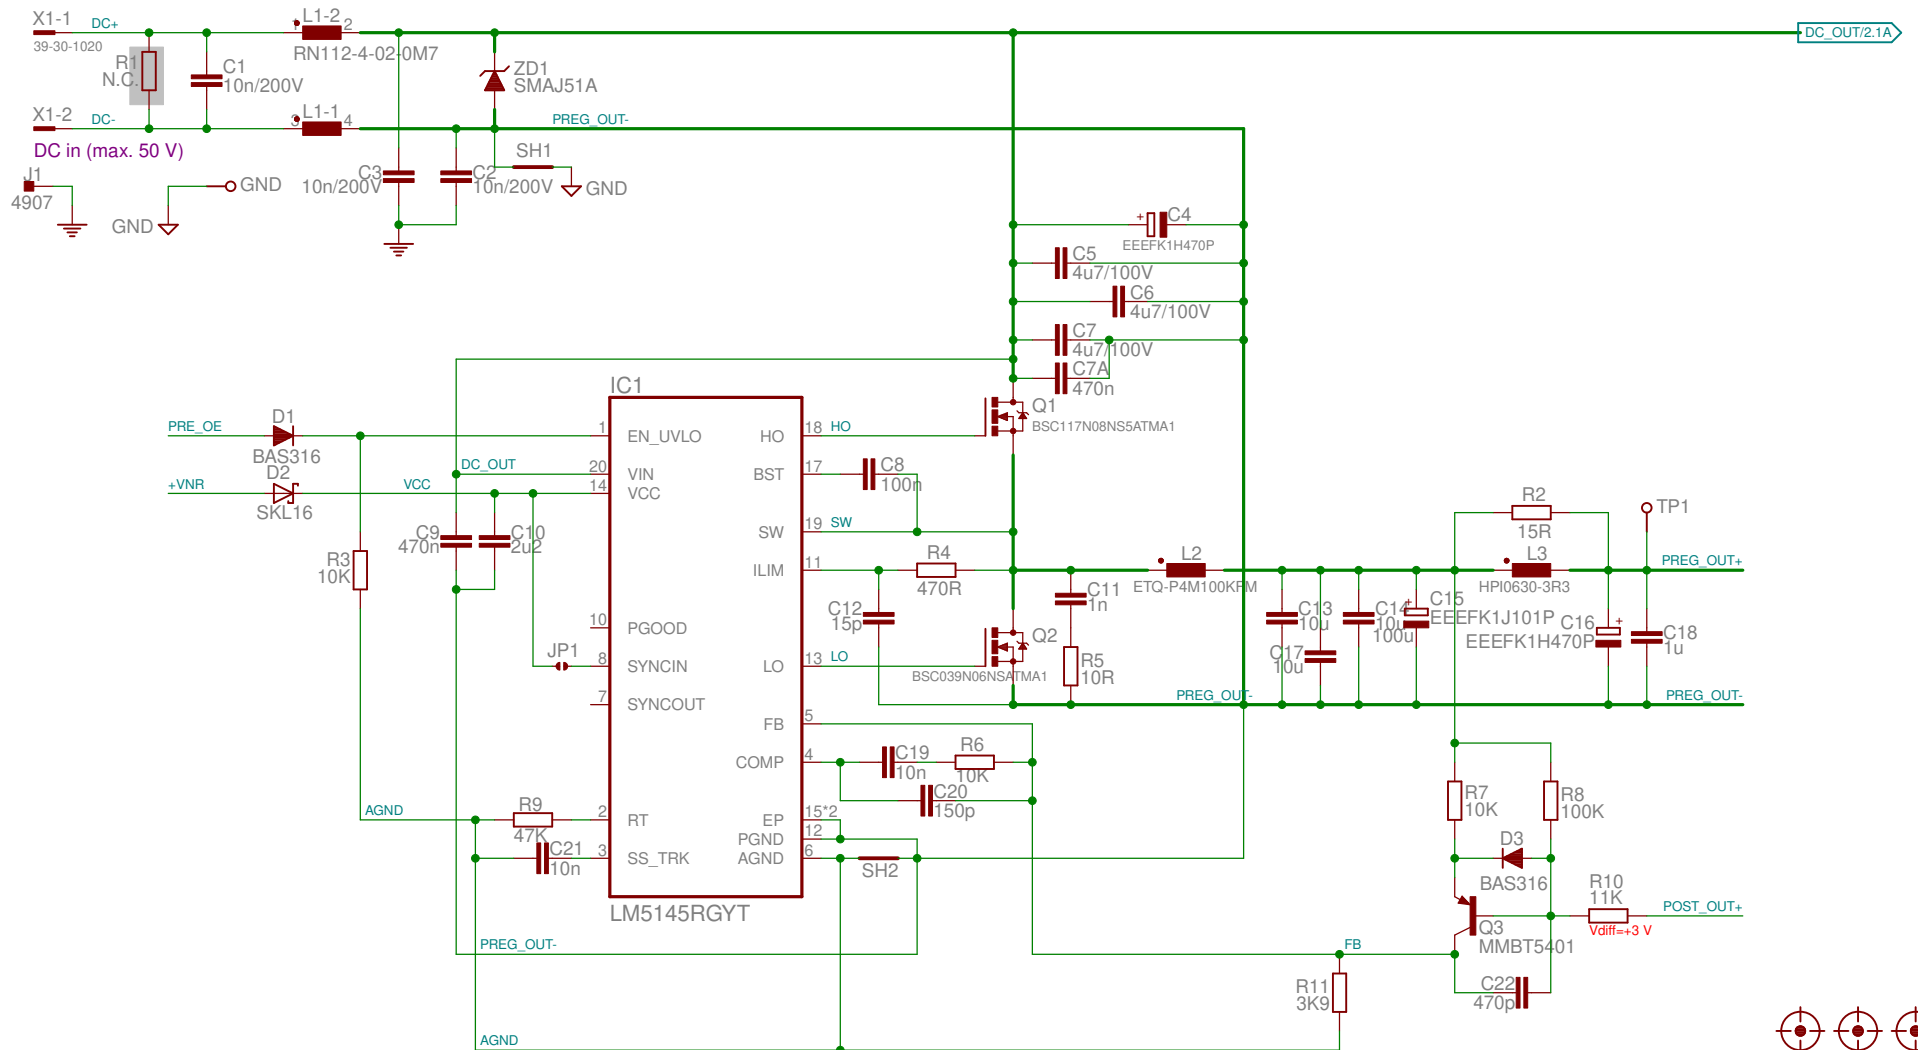 X1-1
DC+
L1-2
1
2
39-30-1020
RN112-4-02-0M7
DC_OUT/2.1A
R1
N.C.
C1
10n/200V
ZD1
SMAJ51A
X1-2
DC-
L1-1
3
4
PREG_OUT-
DC in (max. 50 V)
SH1
J1
4907
GND
GND
C3
10n/200V
C2
10n/200V
GND
+
C4
EEEFK1H470P
C5
4u7/100V
C6
4u7/100V
C7
4u7/100V
C7A
470n
IC1
Q1
BSC117N08NS5ATMA1
PRE_OE
D1
BAS316
1
EN_UVLO
HO
18
HO
D2
DC_OUT
20
VIN
BST
17
C8
100n
+VNR
SKL16
VCC
14
VCC
R2
15R
TP1
C9
470n
C10
2u2
SW
19
SW
R3
10K
ILIM
11
R4
470R
L2
ETQ-P4M100KFM
L3
HPI0630-3R3
PREG_OUT+
C11
1n
C12
15p
C13
10u
C14
10u
100u
+
C15
EEEFK1J101P
C16
+
EEEFK1H470P
C18
1u
C17
10u
10
PGOOD
JP1
8
SYNCIN
LO
13
LO
Q2
BSC039N06NSATMA1
R5
10R
7
SYNCOUT
PREG_OUT-
PREG_OUT-
FB
5
COMP
4
C19
10n
R6
10K
C20
150p
R7
10K
R8
100K
AGND
R9
47K
2
RT
EP
15*2
PGND
12
C21
10n
3
SS_TRK
AGND
6
SH2
D3
BAS316
R10
11K
POST_OUT+
Vdiff=+3 V
LM5145RGYT
Q3
MMBT5401
PREG_OUT-
FB
R11
3K9
C22
470p
AGND